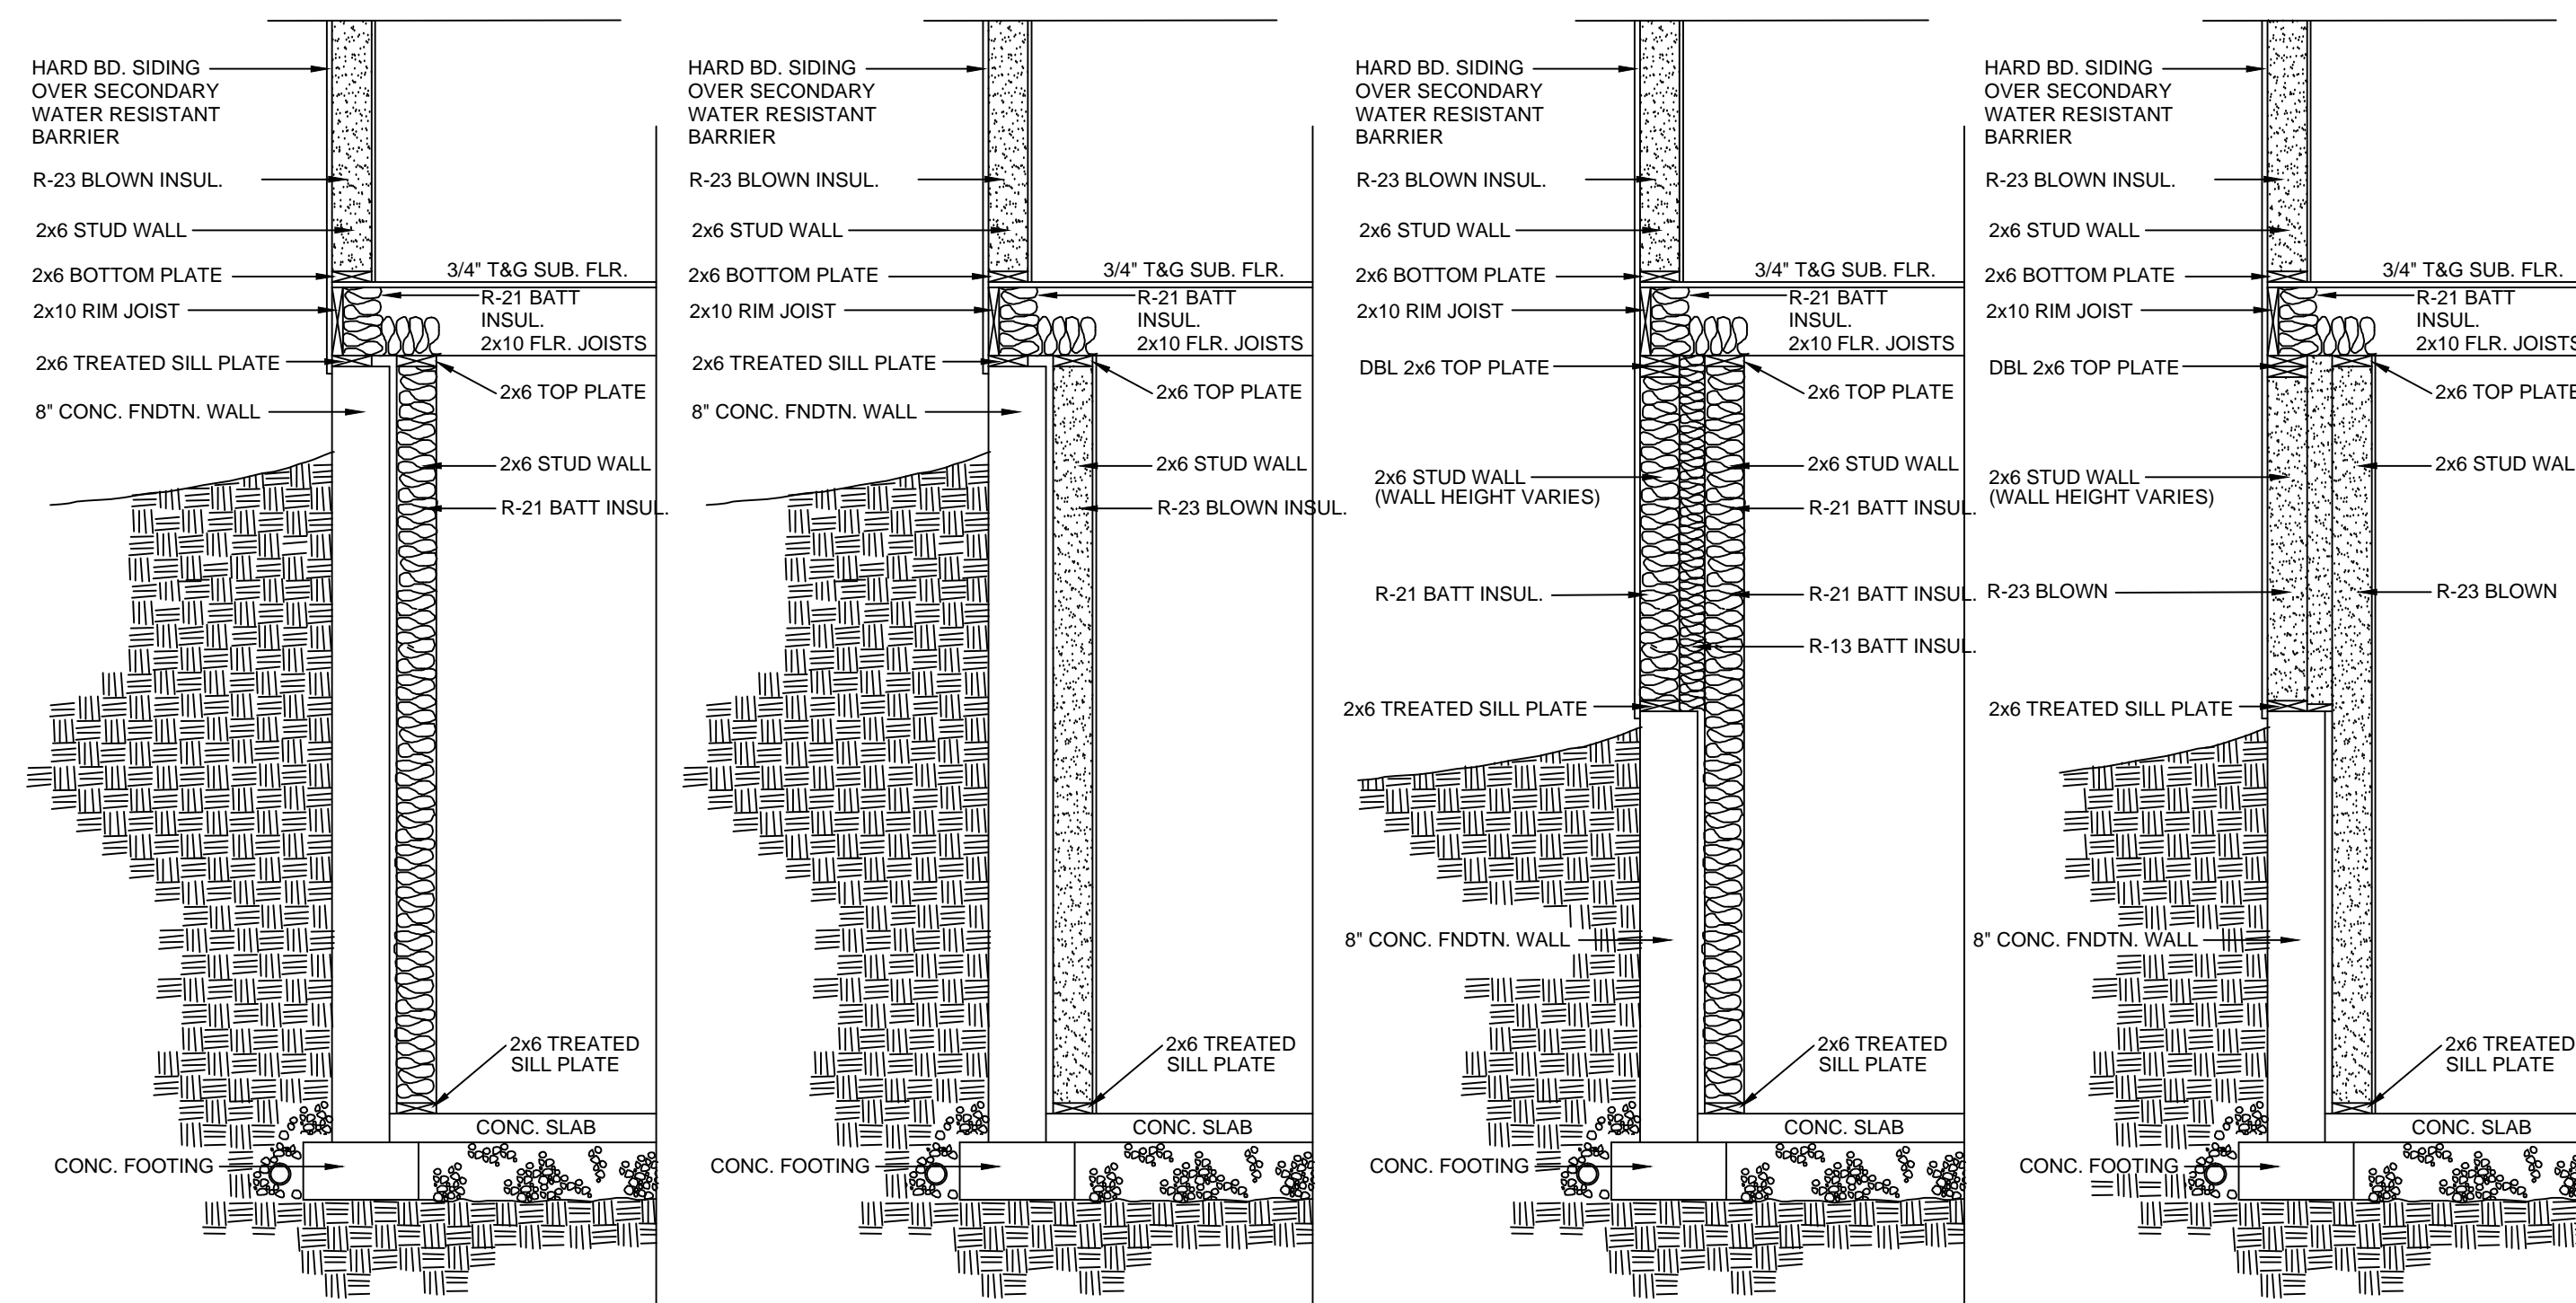 HARD BD. SIDING
OVER SECONDARY
WATER RESISTANT
BARRIER
R-23 BLOWN INSUL.
2x6 STUD WALL
2x6 BOTTOM PLATE
3/4" T&G SUB. FLR.
2x10 RIM JOIST
R-21 BATT
INSUL.
2x10 FLR. JOISTS
2x6 TREATED SILL PLATE
2x6 TOP PLATE
8" CONC. FNDTN. WALL
2x6 STUD WALL
R-21 BATT INSUL.
2x6 TREATED
SILL PLATE
CONC. SLAB
CONC. FOOTING
HARD BD. SIDING
OVER SECONDARY
WATER RESISTANT
BARRIER
R-23 BLOWN INSUL.
2x6 STUD WALL
2x6 BOTTOM PLATE
3/4" T&G SUB. FLR.
2x10 RIM JOIST
R-21 BATT
INSUL.
2x10 FLR. JOISTS
2x6 TREATED SILL PLATE
2x6 TOP PLATE
8" CONC. FNDTN. WALL
2x6 STUD WALL
R-23 BLOWN INSUL.
2x6 TREATED
SILL PLATE
CONC. SLAB
CONC. FOOTING
HARD BD. SIDING
OVER SECONDARY
WATER RESISTANT
BARRIER
R-23 BLOWN INSUL.
2x6 STUD WALL
2x6 BOTTOM PLATE
3/4" T&G SUB. FLR.
2x10 RIM JOIST
R-21 BATT
INSUL.
2x10 FLR. JOISTS
DBL 2x6 TOP PLATE
2x6 TOP PLATE
2x6 STUD WALL
(WALL HEIGHT VARIES)
2x6 STUD WALL
R-21 BATT INSUL.
R-21 BATT INSUL.
R-21 BATT INSUL.
R-13 BATT INSUL.
2x6 TREATED SILL PLATE
8" CONC. FNDTN. WALL
2x6 TREATED
SILL PLATE
CONC. SLAB
CONC. FOOTING
HARD BD. SIDING
OVER SECONDARY
WATER RESISTANT
BARRIER
R-23 BLOWN INSUL.
2x6 STUD WALL
2x6 BOTTOM PLATE
3/4" T&G SUB. FLR.
2x10 RIM JOIST
R-21 BATT
INSUL.
2x10 FLR. JOISTS
DBL 2x6 TOP PLATE
2x6 TOP PLATE
2x6 STUD WALL
(WALL HEIGHT VARIES)
2x6 STUD WAL
R-23 BLOWN
R-23 BLOWN
2x6 TREATED SILL PLATE
8" CONC. FNDTN. WALL
2x6 TREATED
SILL PLATE
CONC. SLAB
CONC. FOOTING